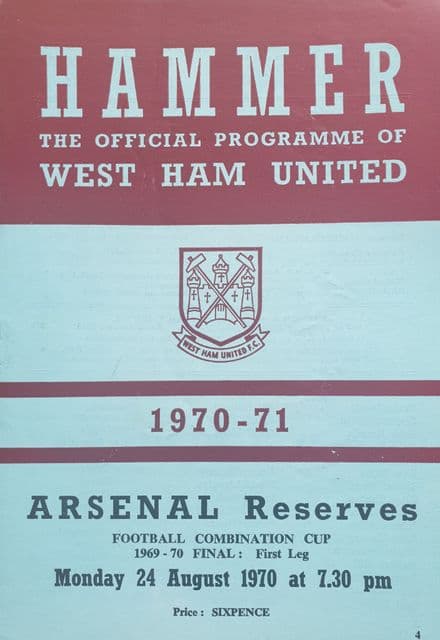 HAMMER
THE OFFICIAL PROGRAMME OF
WEST HAM UNITED
WEST HAM UNITED F.C.
1970-71
ARSENAL Reserves
FOOTBALL COMBINATION CUP
1969-70 FINAL: First Leg
Monday 24 August 1970 at 7.30 pm
Price: SIXPENCE
4